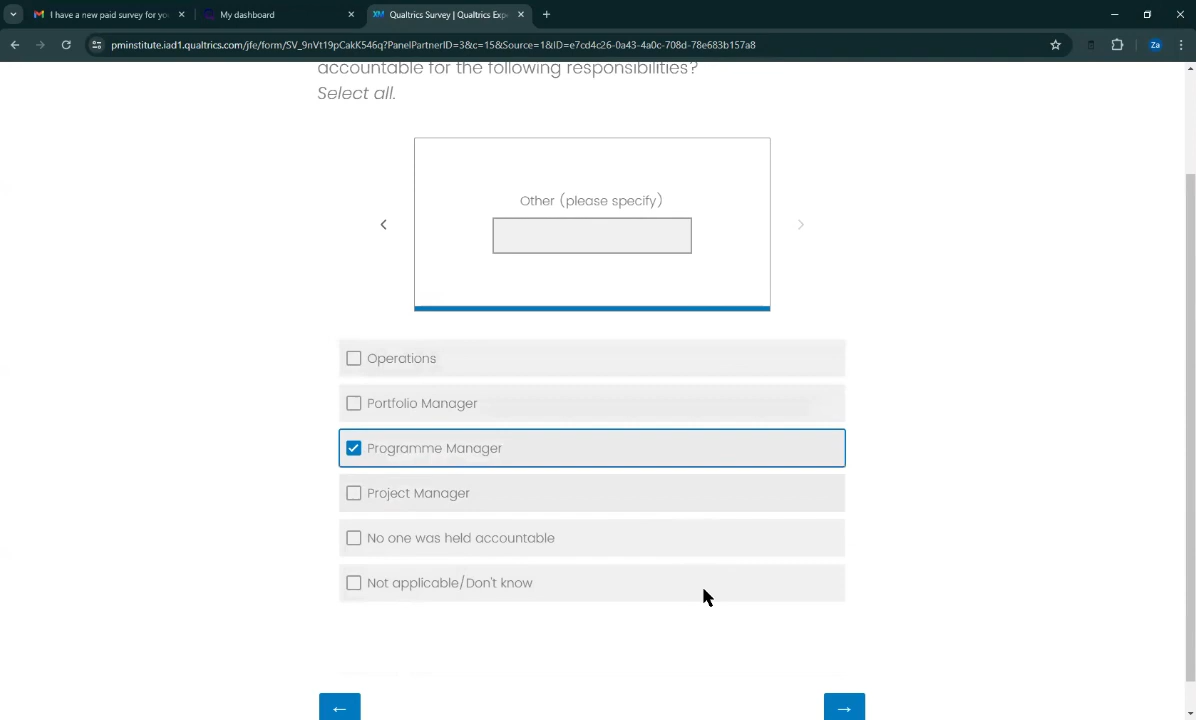 I have a new paid survey for yo
My dashboard
Qualtrics Survey | Qualtrics Exp
pminstitute.iad1.qualtrics.com/jfe/form/SV_9nVt19pCakK546q?PanelPartnerID=3&c=15&Source=1&ID=e7cd4c26-0a43-4a0c-708d-78e683b157a8
Za
accountable for the following responsibilities?
Select all.
Other (please specify)
Operations
Portfolio Manager
Programme Manager
Project Manager
No one was held accountable
Not applicable/Don't know